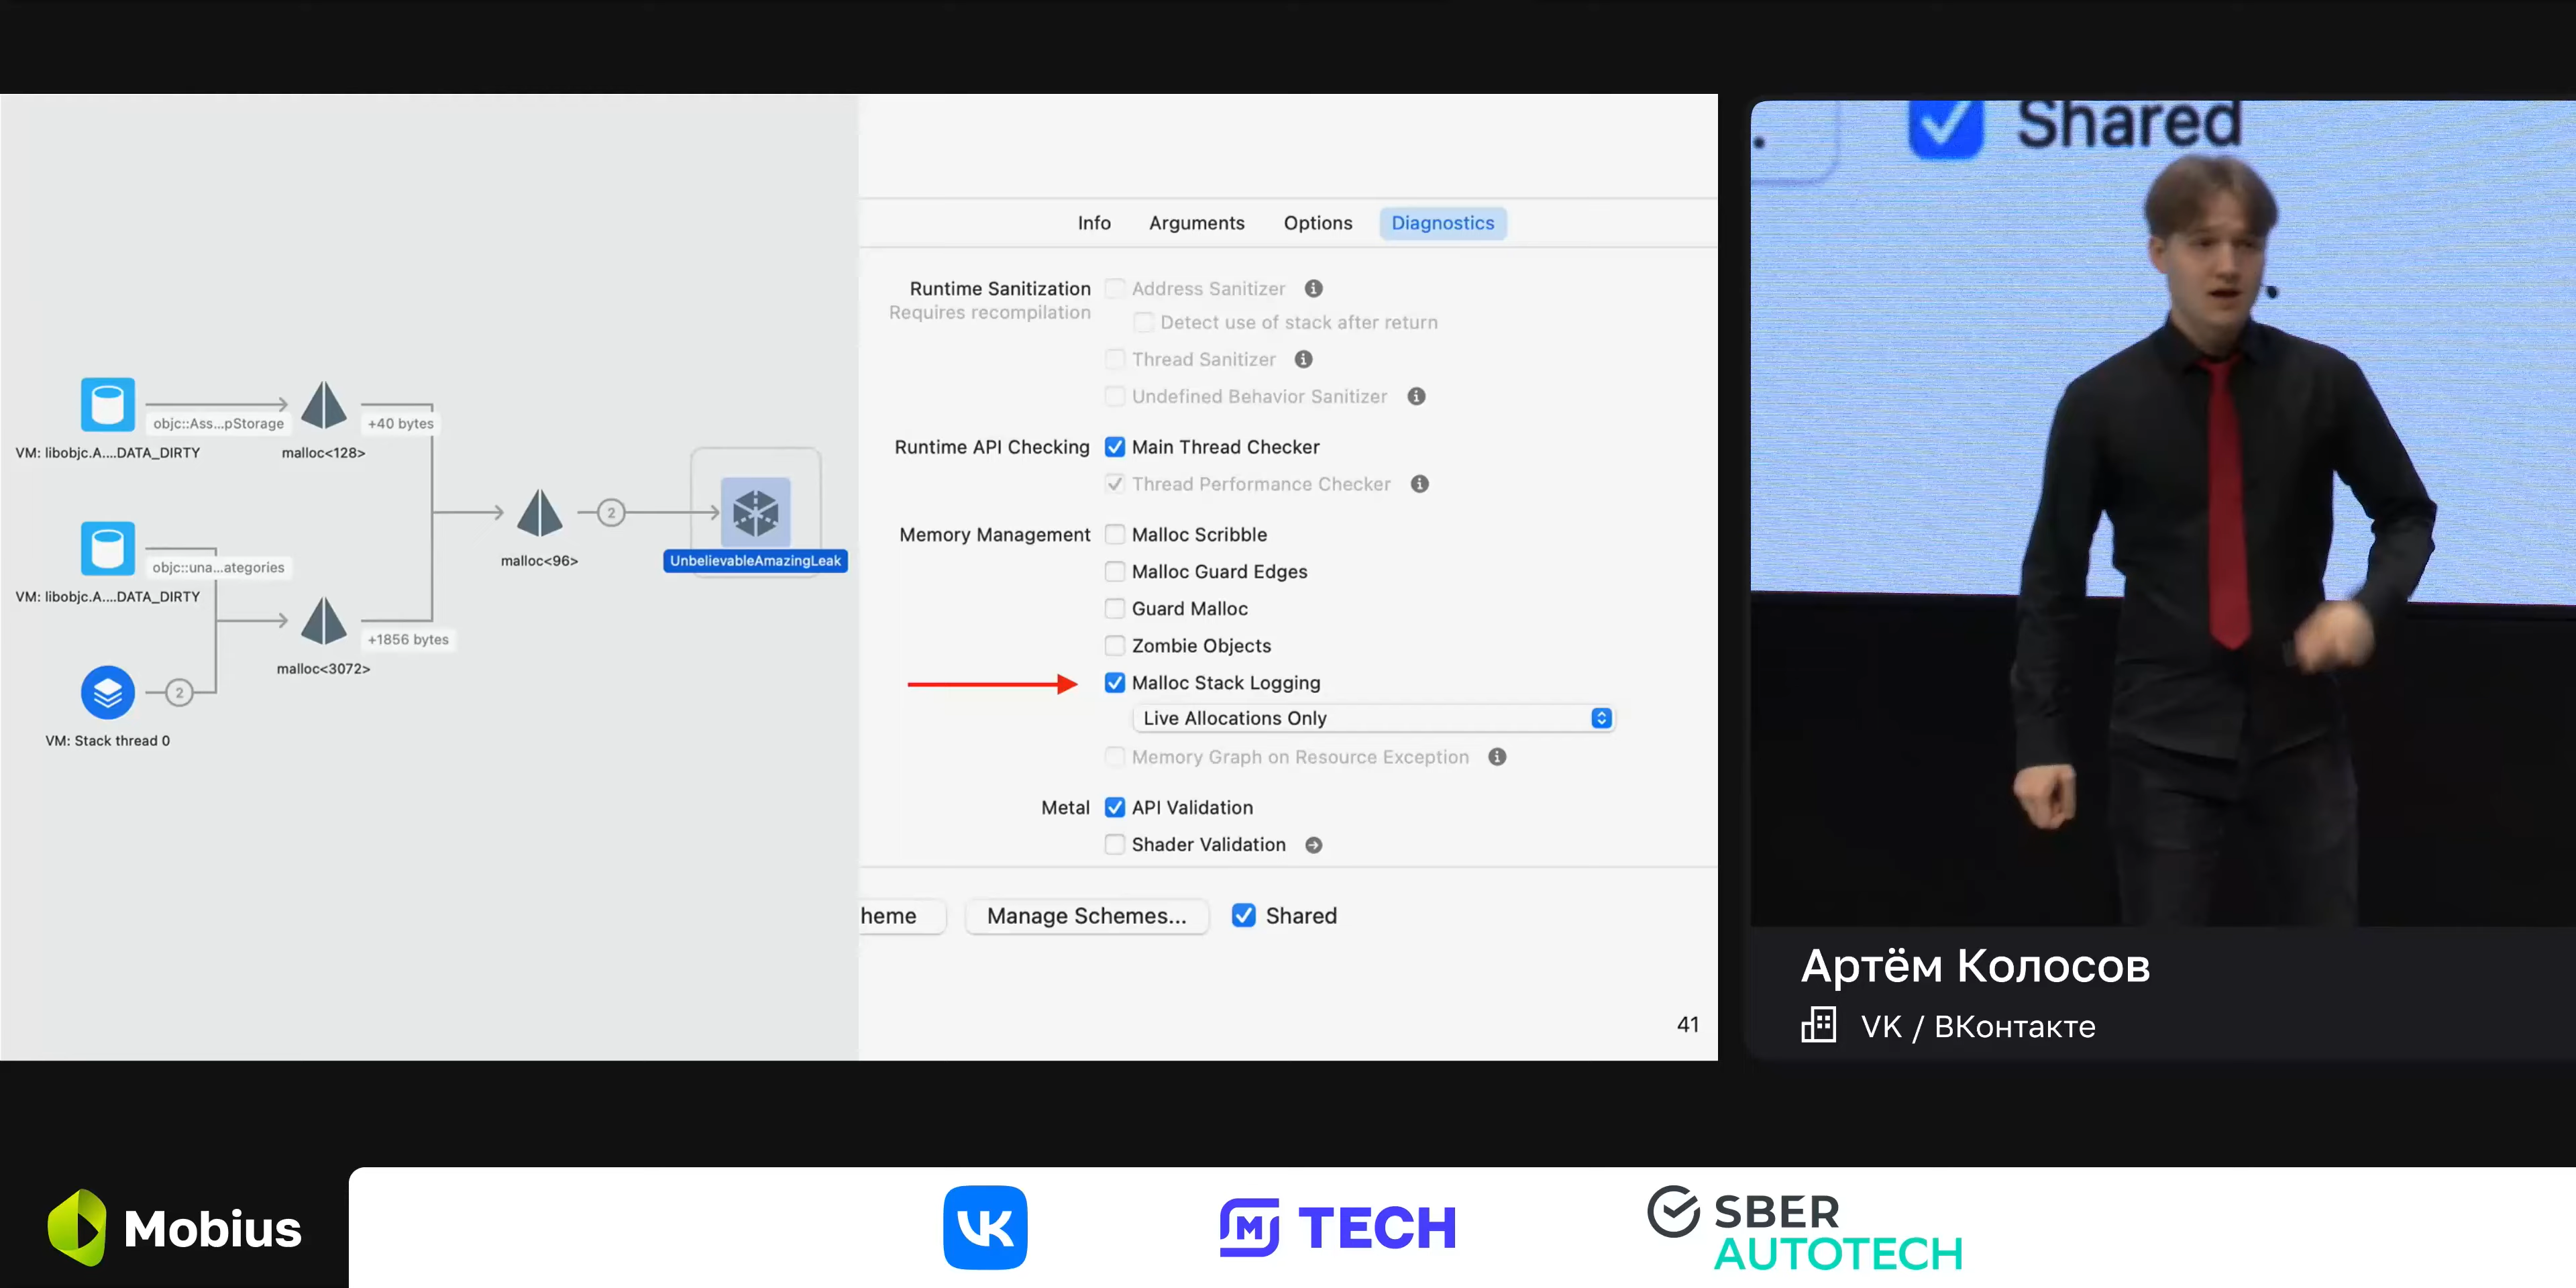 Info Arguments Options Diagnostics
Runtime Sanitization Address Sanitizer
Requires recompilation
Detect use of stack after return
Thread Sanitizer
Undefined Behavior Sanitizer
Runtime API Checking Main Thread Checker
Thread Performance Checker
Memory Management Malloc Scribble
Malloc Guard Edges
Guard Malloc
Zombie Objects
Malloc Stack Logging
Live Allocations Only
Memory Graph on Resource Exception
Metal API Validation
Shader Validation
heme Manage Schemes... Shared
41
objc::Ass...pStorage
+40 bytes
VM: libobjc.A....DATA_DIRTY
malloc<128>
2
malloc<96>
UnbelievableAmazingLeak
objc::una...ategories
VM: libobjc.A....DATA_DIRTY
+1856 bytes
malloc<3072>
2
VM: Stack thread 0
Shared
Артём Колосов
VK / ВКонтакте
Mobius
VK
M TECH
SBER
AUTOTECH